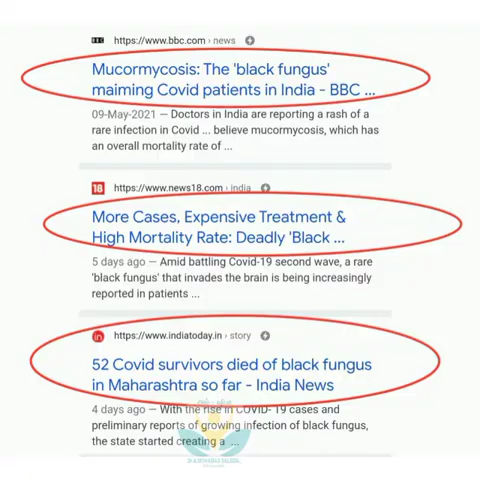 BBC https://www.bbc.com › news
Mucormycosis: The 'black fungus'
maiming Covid patients in India - BBC ...
09-May-2021 — Doctors in India are reporting a rash of a
rare infection in Covid ... believe mucormycosis, which has
an overall mortality rate of ...
18 https://www.news18.com › india
More Cases, Expensive Treatment &
High Mortality Rate: Deadly 'Black ...
5 days ago — Amid battling Covid-19 second wave, a rare
'black fungus' that invades the brain is being increasingly
reported in patients ...
in https://www.indiatoday.in › story
52 Covid survivors died of black fungus
in Maharashtra so far - India News
4 days ago — With the rise in COVID- 19 cases and
preliminary reports of growing infection of black fungus,
the state started creating a ...